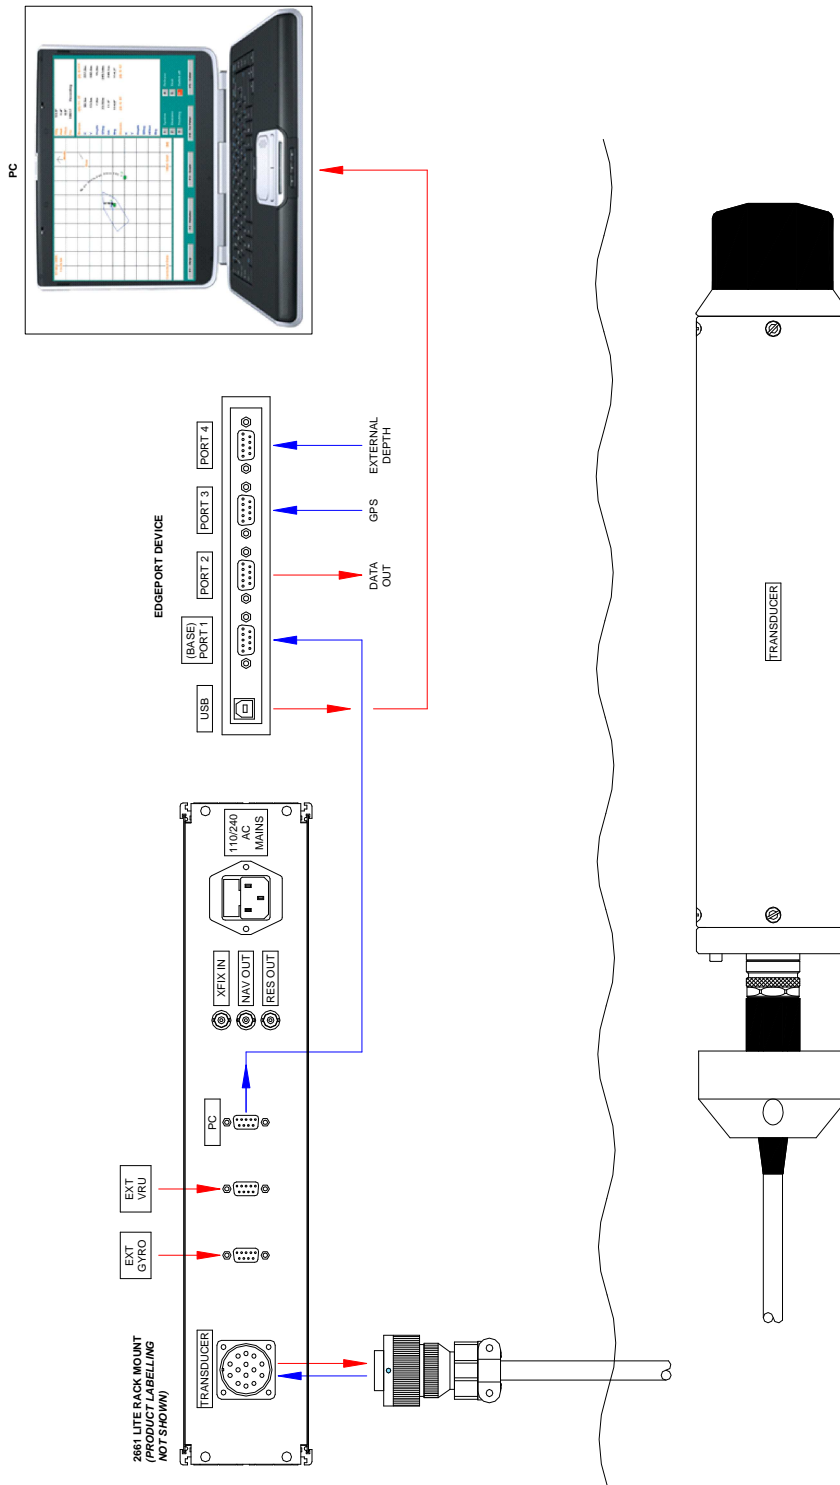 2661 LITE RACK MOUNT
(PRODUCT LABELLING
NOT SHOWN)
EXT
GYRO
EXT
VRU
TRANSDUCER
PC
XFIX IN
NAV OUT
RES OUT
110/240
AC
MAINS
EDGEPORT DEVICE
USB
(BASE)
PORT 1
PORT 2
PORT 3
PORT 4
DATA
OUT
GPS
EXTERNAL
DEPTH
PC
TRANSDUCER